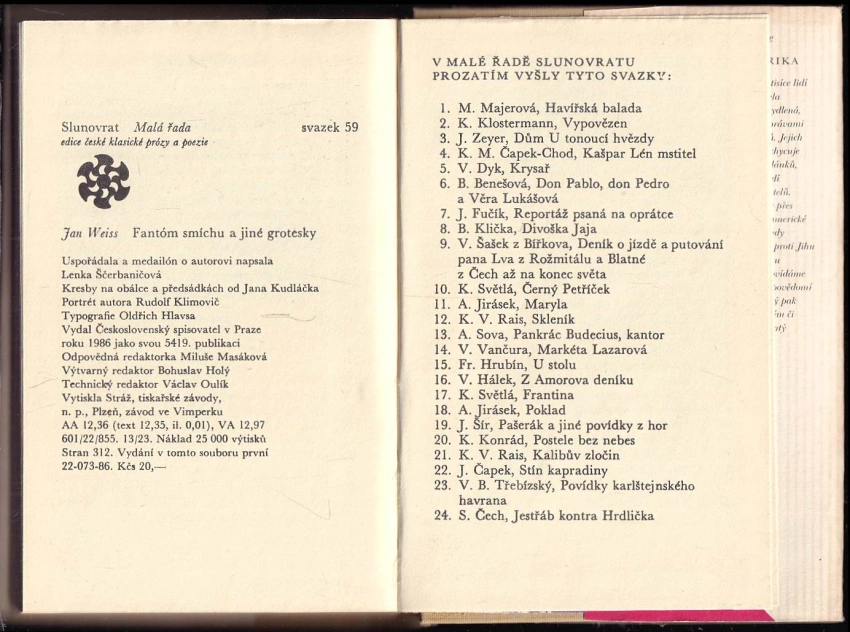 Slunovrat Malá řada svazek 59
edice české klasické prózy a poezie
Jan Weiss Fantóm smíchu a jiné grotesky
Uspořádala a medailón o autorovi napsala
Lenka Ščerbaničová
Kresby na obálce a předsádkách od Jana Kudláčka
Portrét autora Rudolf Klimovič
Typografie Oldřich Hlavsa
Vydal Československý spisovatel v Praze
roku 1986 jako svou 5419. publikaci
Odpovědná redaktorka Miluše Masáková
Výtvarný redaktor Bohuslav Holý
Technický redaktor Václav Oulík
Vytiskla Stráž, tiskařské závody,
n. p., Plzeň, závod ve Vimperku
AA 12,36 (text 12,35, il. 0,01), VA 12,97
601/22/855. 13/23. Náklad 25 000 výtisků
Stran 312. Vydání v tomto souboru první
22-073-86. Kčs 20,—
V MALÉ ŘADĚ SLUNOVRATU
PROZATÍM VYŠLY TYTO SVAZKY:
1. M. Majerová, Havířská balada
2. K. Klostermann, Vypovězen
3. J. Zeyer, Dům U tonoucí hvězdy
4. K. M. Čapek-Chod, Kašpar Lén mstitel
5. V. Dyk, Krysař
6. B. Benešová, Don Pablo, don Pedro
a Věra Lukášová
7. J. Fučík, Reportáž psaná na oprátce
8. B. Klička, Divoška Jaja
9. V. Šašek z Bířkova, Deník o jízdě a putování
pana Lva z Rožmitálu a Blatné
z Čech až na konec světa
10. K. Světlá, Černý Petříček
11. A. Jirásek, Maryla
12. K. V. Rais, Skleník
13. A. Sova, Pankrác Budecius, kantor
14. V. Vančura, Markéta Lazarová
15. Fr. Hrubín, U stolu
16. V. Hálek, Z Amorova deníku
17. K. Světlá, Frantina
18. A. Jirásek, Poklad
19. J. Šír, Pašerák a jiné povídky z hor
20. K. Konrád, Postele bez nebes
21. K. V. Rais, Kalibův zločin
22. J. Čapek, Stín kapradiny
23. V. B. Třebízský, Povídky karlštejnského
havrana
24. S. Čech, Jestřáb kontra Hrdlička